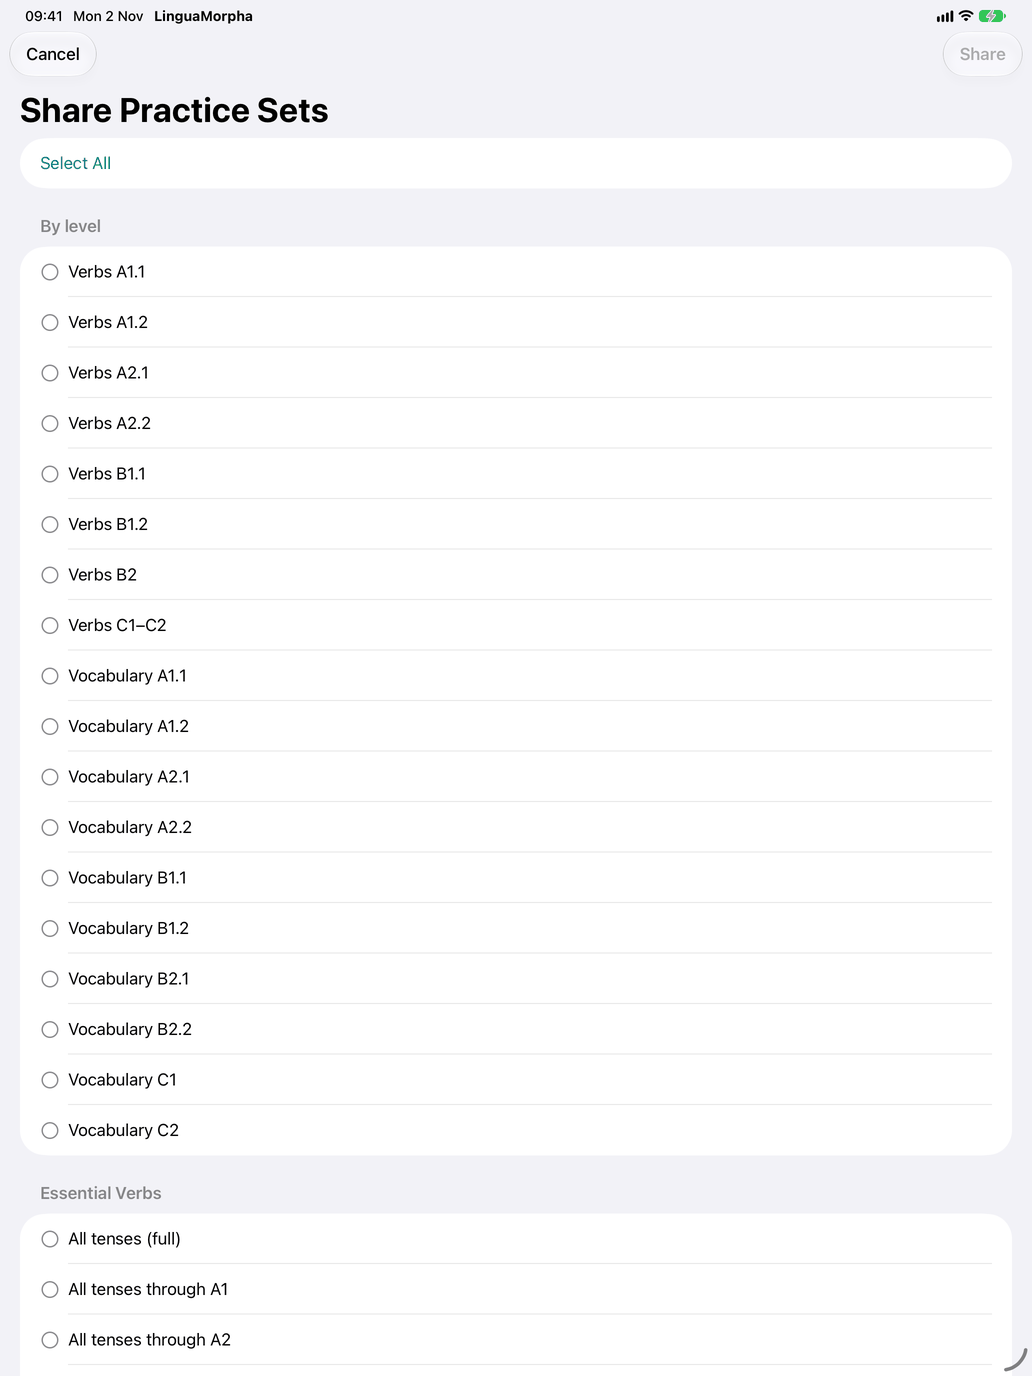 09:41 Mon 2 Nov LinguaMorpha
Cancel
Share
Share Practice Sets
Select All
By level
Verbs A1.1
Verbs A1.2
Verbs A2.1
Verbs A2.2
Verbs B1.1
Verbs B1.2
Verbs B2
Verbs C1–C2
Vocabulary A1.1
Vocabulary A1.2
Vocabulary A2.1
Vocabulary A2.2
Vocabulary B1.1
Vocabulary B1.2
Vocabulary B2.1
Vocabulary B2.2
Vocabulary C1
Vocabulary C2
Essential Verbs
All tenses (full)
All tenses through A1
All tenses through A2